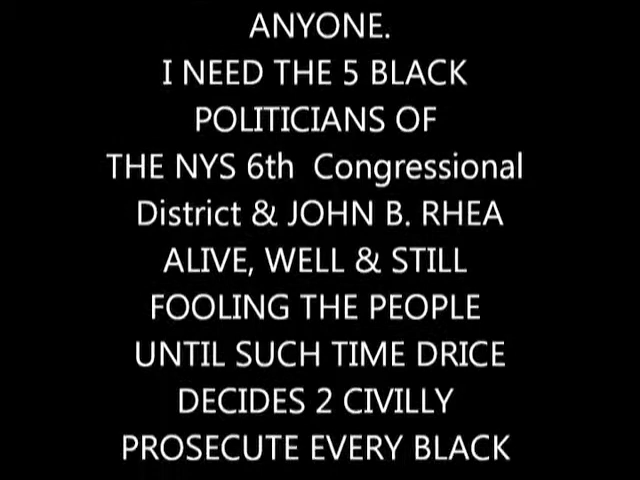 ANYONE.
I NEED THE 5 BLACK
POLITICIANS OF
THE NYS 6th Congressional
District & JOHN B. RHEA
ALIVE, WELL & STILL
FOOLING THE PEOPLE
UNTIL SUCH TIME DRICE
DECIDES 2 CIVILLY
PROSECUTE EVERY BLACK